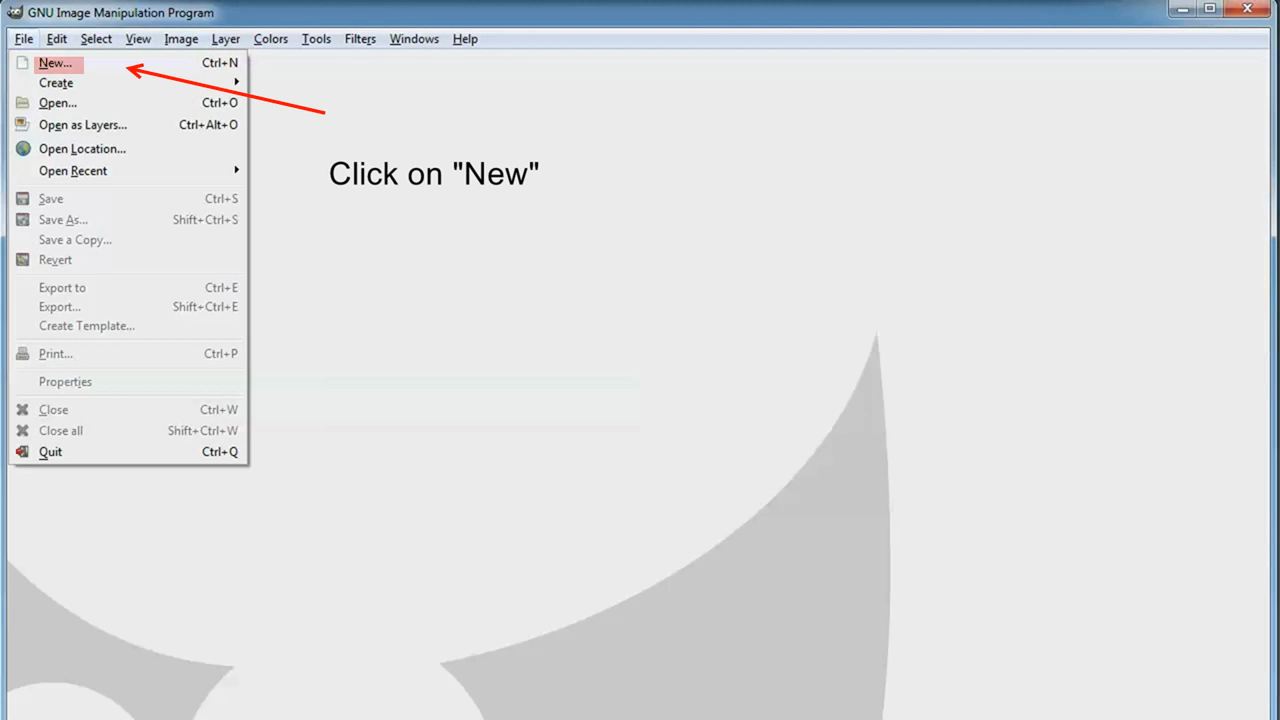 GNU Image Manipulation Program
File Edit Select View Image Layer Colors Tools Filters Windows Help
New... Ctrl+N
Create
Open... Ctrl+O
Open as Layers... Ctrl+Alt+O
Open Location...
Open Recent
Save Ctrl+S
Save As... Shift+Ctrl+S
Save a Copy...
Revert
Export to Ctrl+E
Export... Shift+Ctrl+E
Create Template...
Print... Ctrl+P
Properties
Close Ctrl+W
Close all Shift+Ctrl+W
Quit Ctrl+Q
Click on "New"